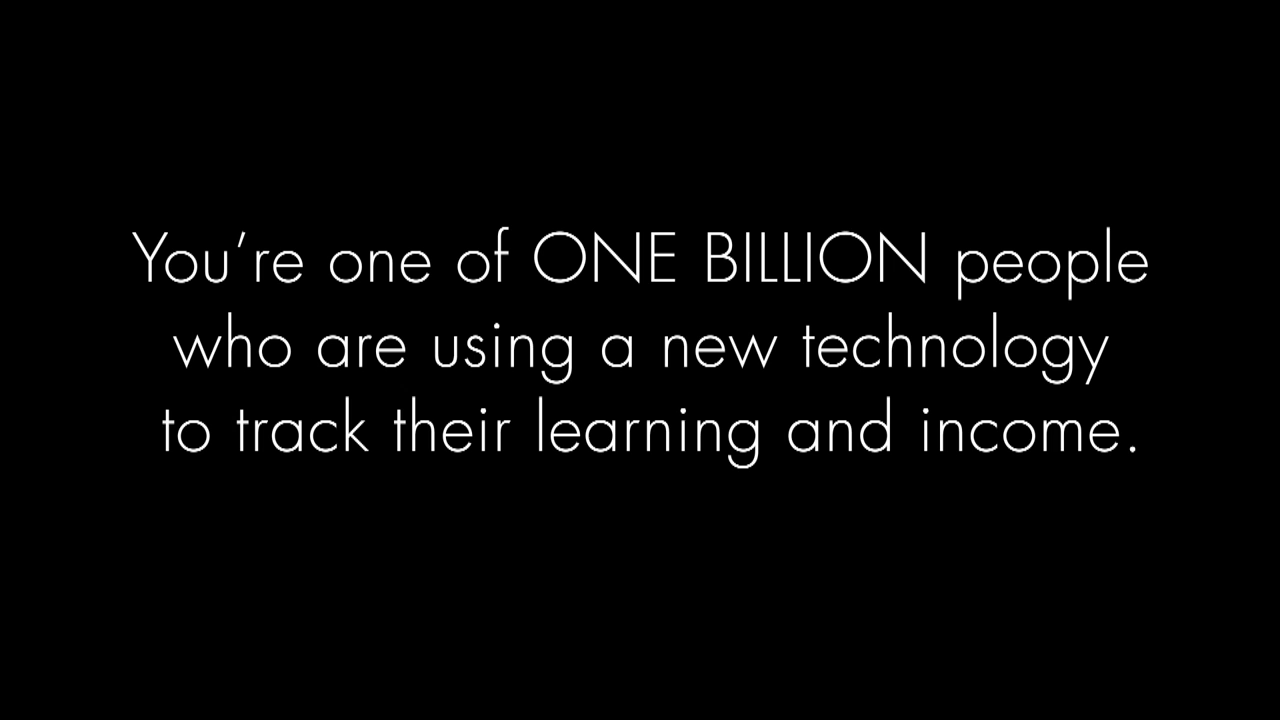 You’re one of ONE BILLION people
who are using a new technology
to track their learning and income.